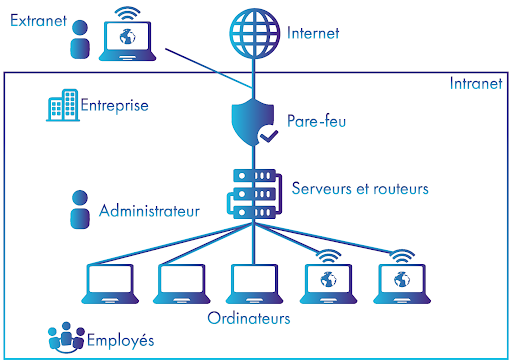 Extranet
Internet
Intranet
Entreprise
Pare-feu
Serveurs et routeurs
Administrateur
Ordinateurs
Employés